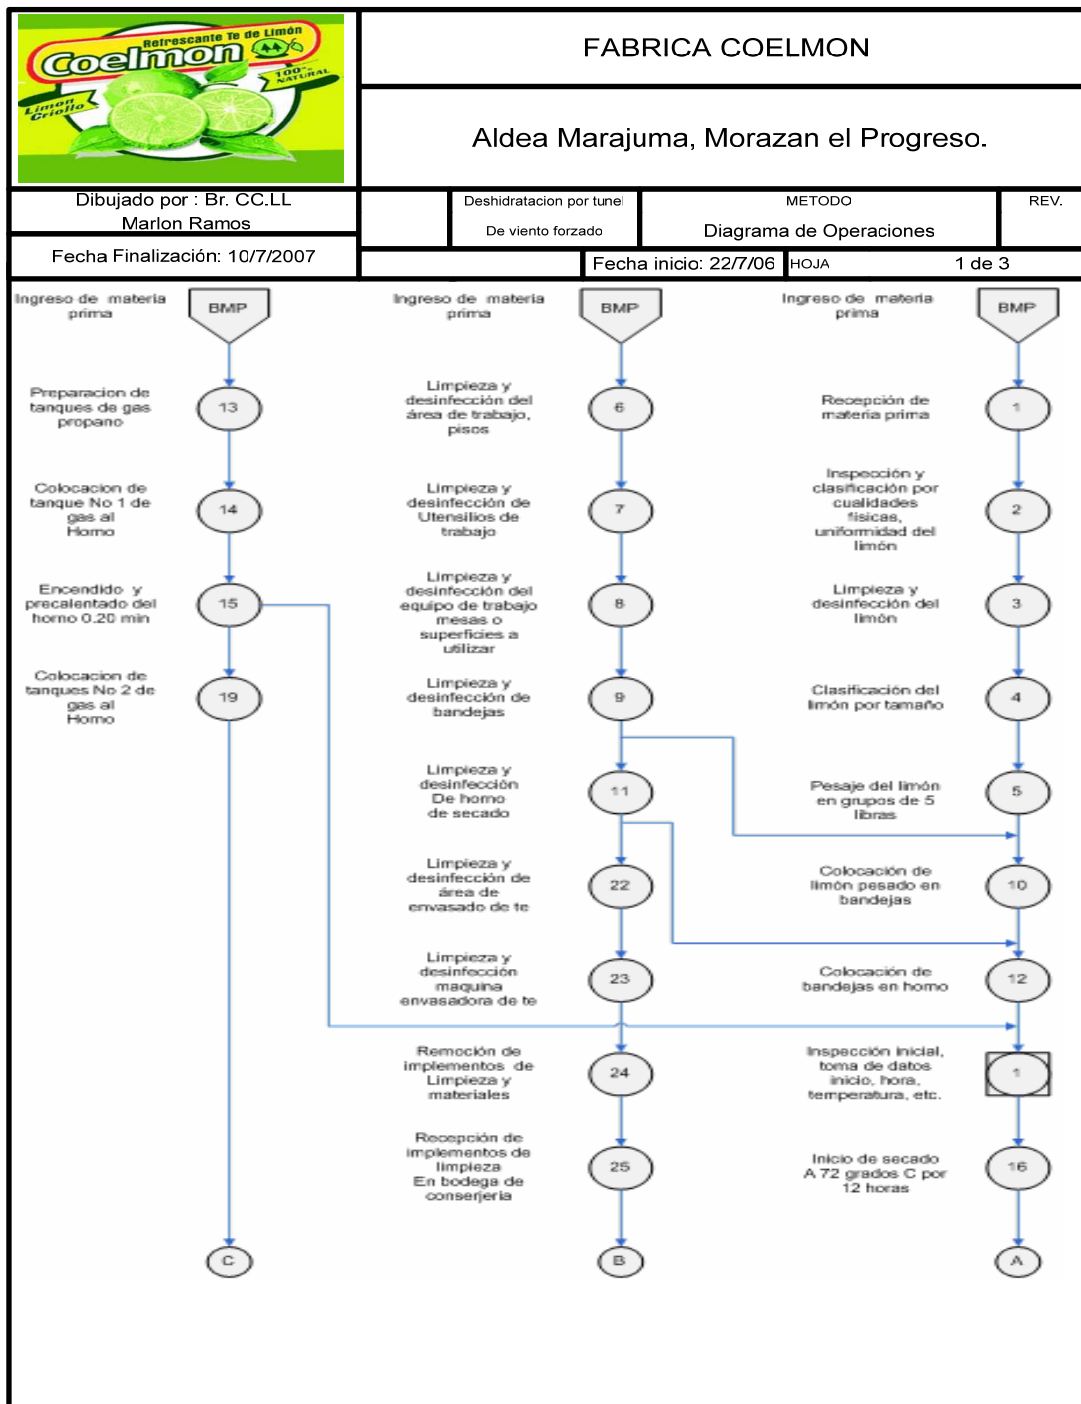 Refrescante Te de Limón
Coelmon
100%
NATURAL
Limon
Criollo
FABRICA COELMON
Aldea Marajuma, Morazan el Progreso.
Dibujado por : Br. CC.LL
Marlon Ramos
Fecha Finalización: 10/7/2007
Deshidratacion por tunel
De viento forzado
METODO
Diagrama de Operaciones
REV.
Fecha inicio: 22/7/06
HOJA
1 de 3
Ingreso de materia
prima
BMP
Preparacion de
tanques de gas
propano
13
Colocacion de
tanque No 1 de
gas al
Horno
14
Encendido y
precalentado del
horno 0.20 min
15
Colocacion de
tanques No 2 de
gas al
Horno
19
C
Ingreso de materia
prima
BMP
Limpieza y
desinfección del
área de trabajo,
pisos
6
Limpieza y
desinfección de
Utensilios de
trabajo
7
Limpieza y
desinfección del
equipo de trabajo
mesas o
superficies a
utilizar
8
Limpieza y
desinfección de
bandejas
9
Limpieza y
desinfección
De horno
de secado
11
Limpieza y
desinfección de
área de
envasado de te
22
Limpieza y
desinfección
maquina
envasadora de te
23
Remoción de
implementos de
Limpieza y
materiales
24
Recepción de
implementos de
limpieza
En bodega de
conserjeria
25
B
Ingreso de materia
prima
BMP
Recepción de
materia prima
1
Inspección y
clasificación por
cualidades
físicas,
uniformidad del
limón
2
Limpieza y
desinfección del
limón
3
Clasificación del
limón por tamaño
4
Pesaje del limón
en grupos de 5
libras
5
Colocación de
limón pesado en
bandejas
10
Colocación de
bandejas en horno
12
Inspección inicial,
toma de datos
inicio, hora,
temperatura, etc.
1
Inicio de secado
A 72 grados C por
12 horas
16
A